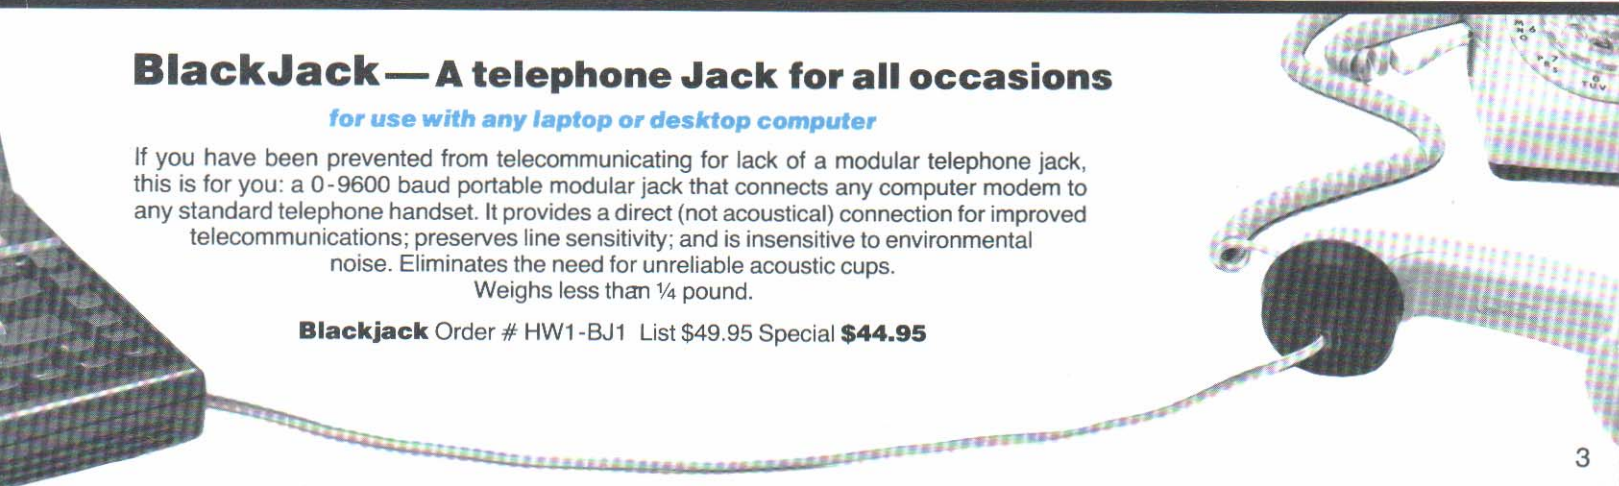 BlackJack—A telephone Jack for all occasions
for use with any laptop or desktop computer
If you have been prevented from telecommunicating for lack of a modular telephone jack,
this is for you: a 0-9600 baud portable modular jack that connects any computer modem to
any standard telephone handset. It provides a direct (not acoustical) connection for improved
telecommunications; preserves line sensitivity; and is insensitive to environmental
noise. Eliminates the need for unreliable acoustic cups.
Weighs less than ¼ pound.
Blackjack Order # HW1-BJ1 List $49.95 Special $44.95
3